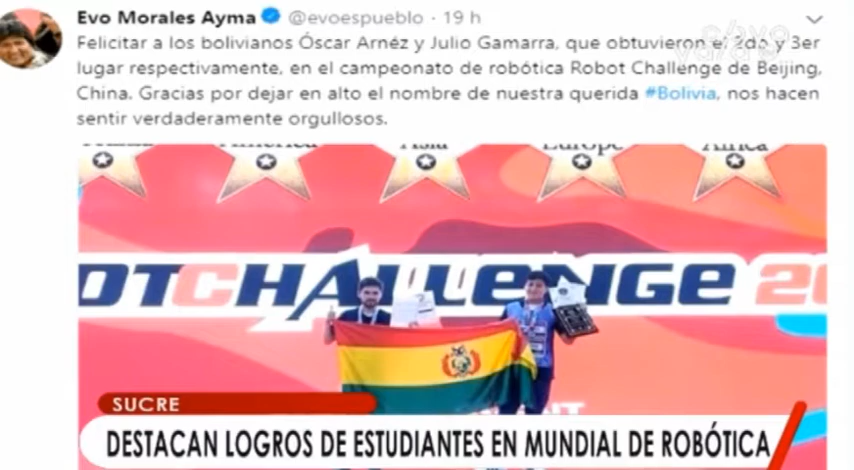 Evo Morales Ayma @evoespueblo · 19 h
Felicitar a los bolivianos Óscar Arnéz y Julio Gamarra, que obtuvieron el 2do y 3er
lugar respectivamente, en el campeonato de robótica Robot Challenge de Beijing,
China. Gracias por dejar en alto el nombre de nuestra querida #Bolivia, nos hacen
sentir verdaderamente orgullosos.
America Asia Europe Africa
OTCHALLENGE 20
SUCRE
DESTACAN LOGROS DE ESTUDIANTES EN MUNDIAL DE ROBÓTICA